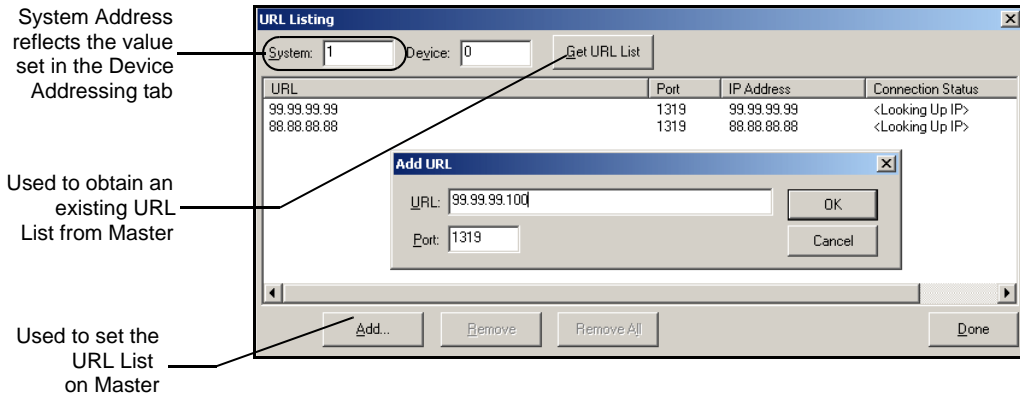 System Address
reflects the value
set in the Device
Addressing tab
URL Listing
System: 1 Device: 0 Get URL List
URL Port IP Address Connection Status
99.99.99.99 1319 99.99.99.99 <Looking Up IP>
88.88.88.88 1319 88.88.88.88 <Looking Up IP>
Add URL
URL: 99.99.99.100 OK
Port: 1319 Cancel
Used to obtain an
existing URL
List from Master
Add... Remove Remove All Done
Used to set the
URL List
on Master